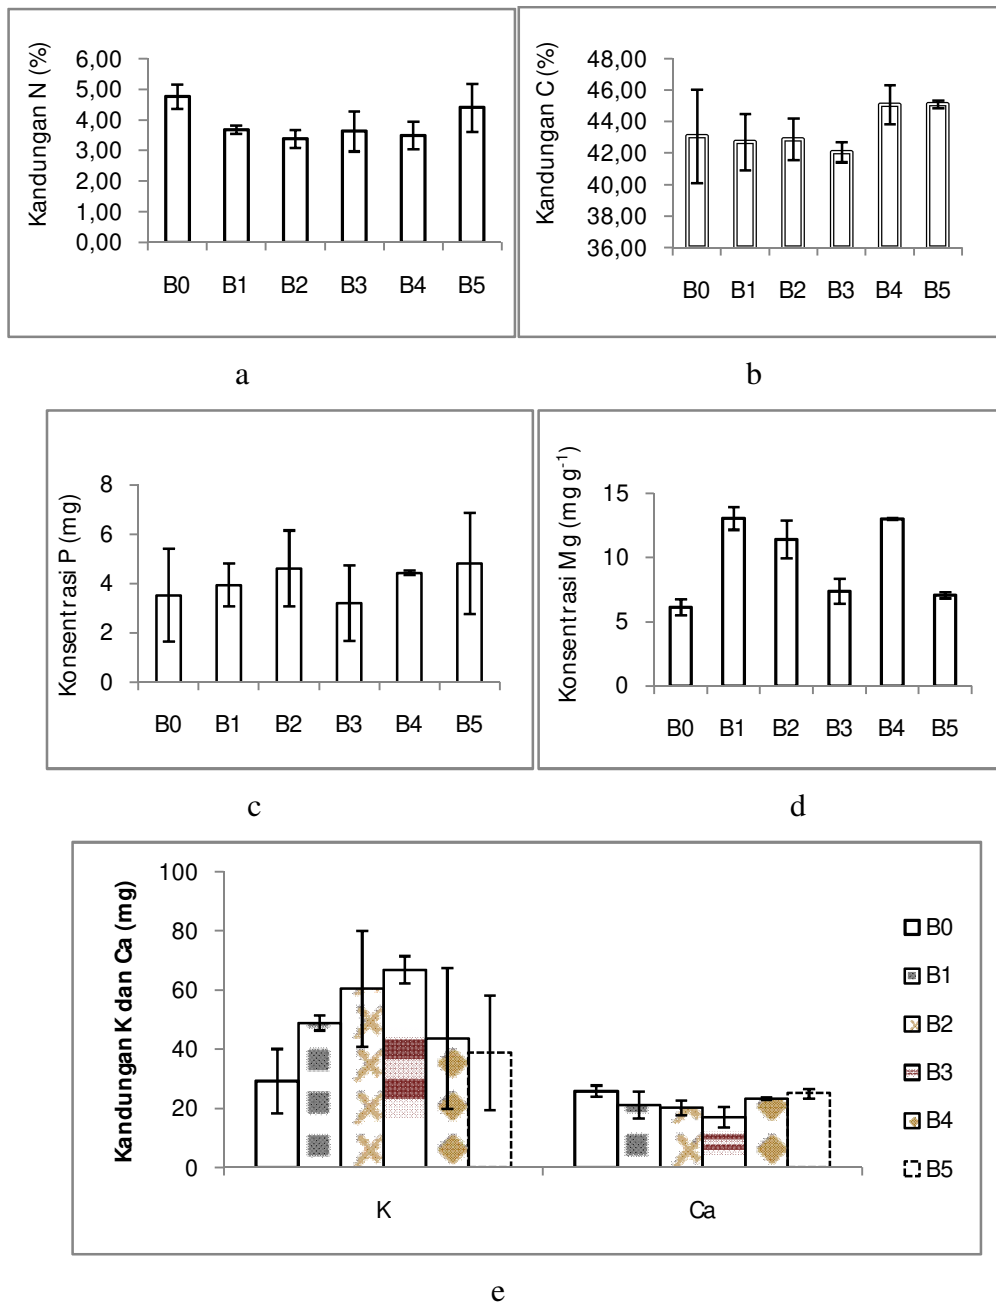 Kandungan N (%)
6,00
5,00
4,00
3,00
2,00
1,00
0,00
B0 B1 B2 B3 B4 B5
a
Kandungan C (%)
48,00
46,00
44,00
42,00
40,00
38,00
36,00
B0 B1 B2 B3 B4 B5
b
Konsentrasi P (mg)
8
6
4
2
0
B0 B1 B2 B3 B4 B5
c
Konsentrasi Mg (mg g-1)
15
10
5
0
B0 B1 B2 B3 B4 B5
d
Kandungan K dan Ca (mg)
100
80
60
40
20
0
K Ca
B0
B1
B2
B3
B4
B5
e